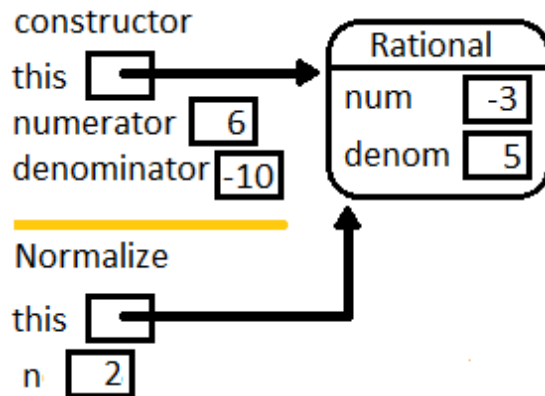 constructor
this
numerator 6
denominator -10
Rational
num -3
denom 5
Normalize
this
n 2